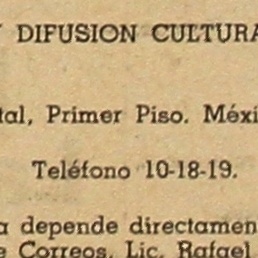 Y DIFUSION CULTURA
tal, Primer Piso. Méxi
Teléfono 10-18-19.
a depende directamen
e Correos, Lic. Rafael